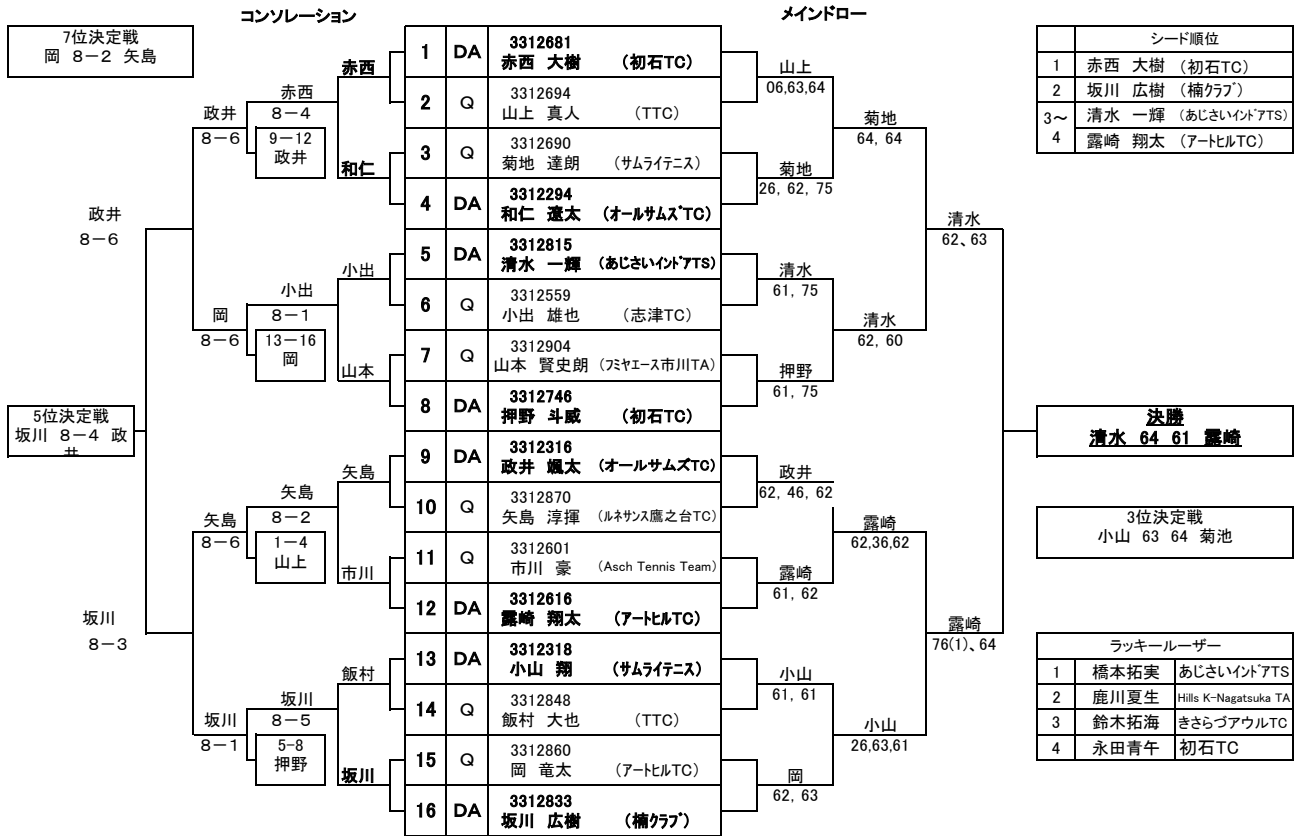 コンソレーション
メインドロー
7位決定戦
岡 8－2 矢島
シード順位
1 赤西 大樹 (初石TC)
2 坂川 広樹 (楠クラブ)
3～4 清水 一輝 (あじさいインドアTS)
露崎 翔太 (アートヒルTC)
1 DA 3312681
赤西 大樹 (初石TC)
2 Q 3312694
山上 真人 (TTC)
3 Q 3312690
菊地 達朗 (サムライテニス)
4 DA 3312294
和仁 遼太 (オールサムズTC)
5 DA 3312815
清水 一輝 (あじさいインドアTS)
6 Q 3312559
小出 雄也 (志津TC)
7 Q 3312904
山本 賢史朗 (フミヤエース市川TA)
8 DA 3312746
押野 斗威 (初石TC)
9 DA 3312316
政井 颯太 (オールサムズTC)
10 Q 3312870
矢島 淳揮 (ルネサンス鷹之台TC)
11 Q 3312601
市川 豪 (Asch Tennis Team)
12 DA 3312616
露崎 翔太 (アートヒルTC)
13 DA 3312318
小山 翔 (サムライテニス)
14 Q 3312848
飯村 大也 (TTC)
15 Q 3312860
岡 竜太 (アートヒルTC)
16 DA 3312833
坂川 広樹 (楠クラブ)
赤西
和仁
小出
山本
矢島
市川
飯村
坂川
赤西
8－4
9－12
政井
小出
8－1
13－16
岡
矢島
8－2
1－4
山上
坂川
8－5
5-8
押野
政井
8－6
岡
8－6
矢島
8－6
坂川
8－1
政井
8－6
坂川
8－3
5位決定戦
坂川 8－4 政
井
山上
06,63,64
菊地
26, 62, 75
清水
61, 75
押野
61, 75
政井
62, 46, 62
露崎
61, 62
小山
61, 61
岡
62, 63
菊地
64, 64
清水
62, 60
露崎
62,36,62
小山
26,63,61
清水
62、63
露崎
76(1)、64
決勝
清水 64 61 露崎
3位決定戦
小山 63 64 菊池
ラッキールーザー
1 橋本拓実 あじさいインドアTS
2 鹿川夏生 Hills K-Nagatsuka TA
3 鈴木拓海 きさらづアウルTC
4 永田青午 初石TC